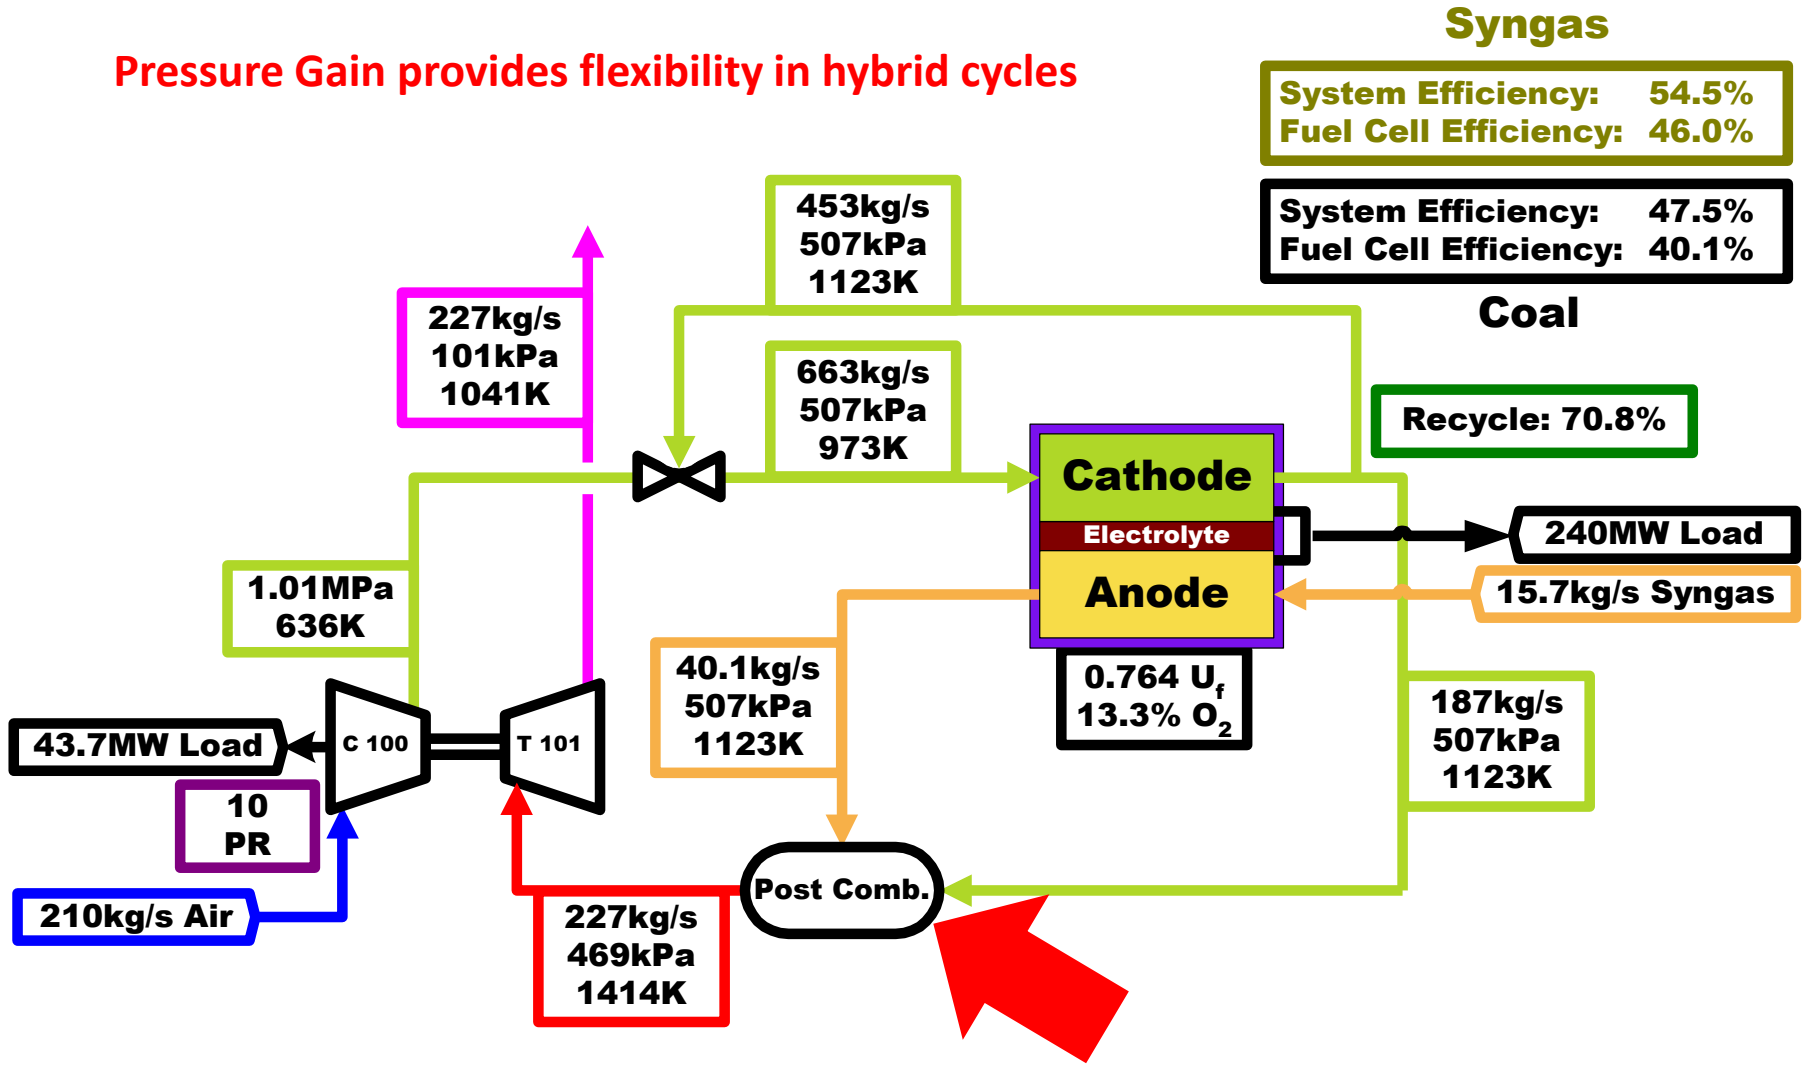 Syngas
Pressure Gain provides flexibility in hybrid cycles
System Efficiency: 54.5%
Fuel Cell Efficiency: 46.0%
System Efficiency: 47.5%
Fuel Cell Efficiency: 40.1%
Coal
453kg/s
507kPa
1123K
227kg/s
101kPa
1041K
663kg/s
507kPa
973K
Recycle: 70.8%
Cathode
Electrolyte
Anode
240MW Load
15.7kg/s Syngas
1.01MPa
636K
40.1kg/s
507kPa
1123K
0.764 Uf
13.3% O2
187kg/s
507kPa
1123K
43.7MW Load
C 100
T 101
10
PR
210kg/s Air
Post Comb.
227kg/s
469kPa
1414K